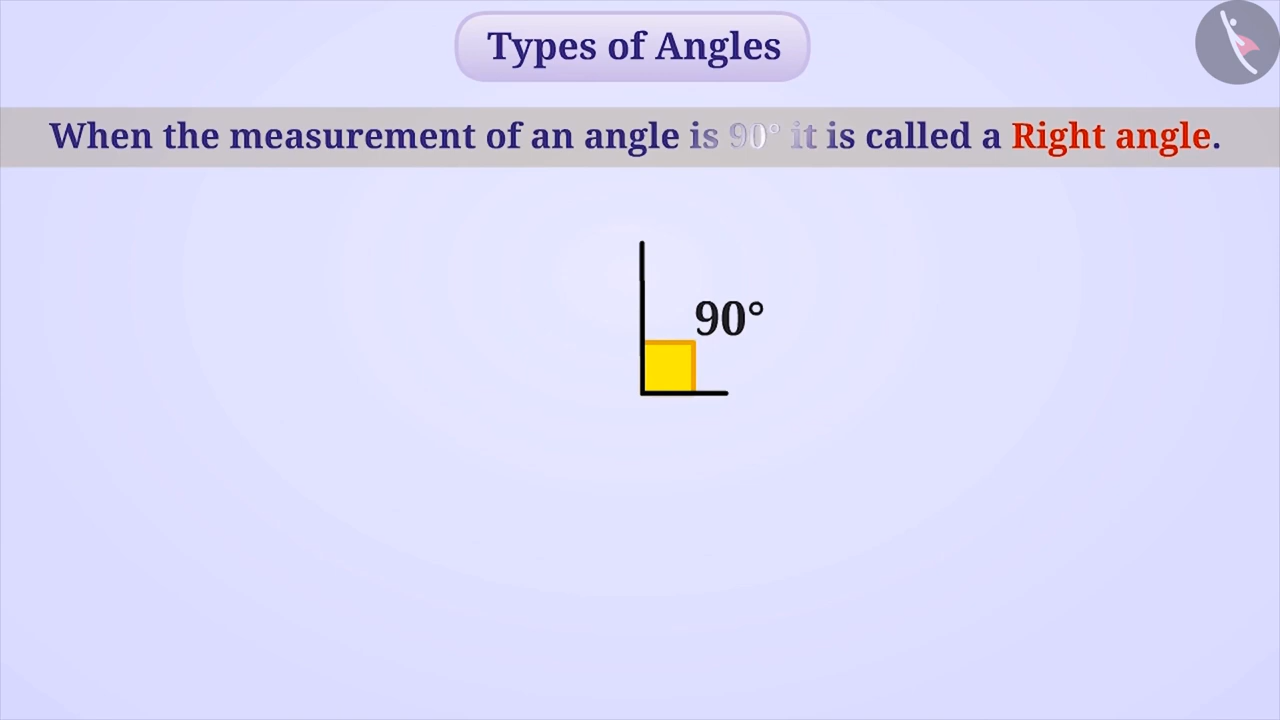 Types of Angles
When the measurement of an angle is 90° it is called a Right angle.
90°